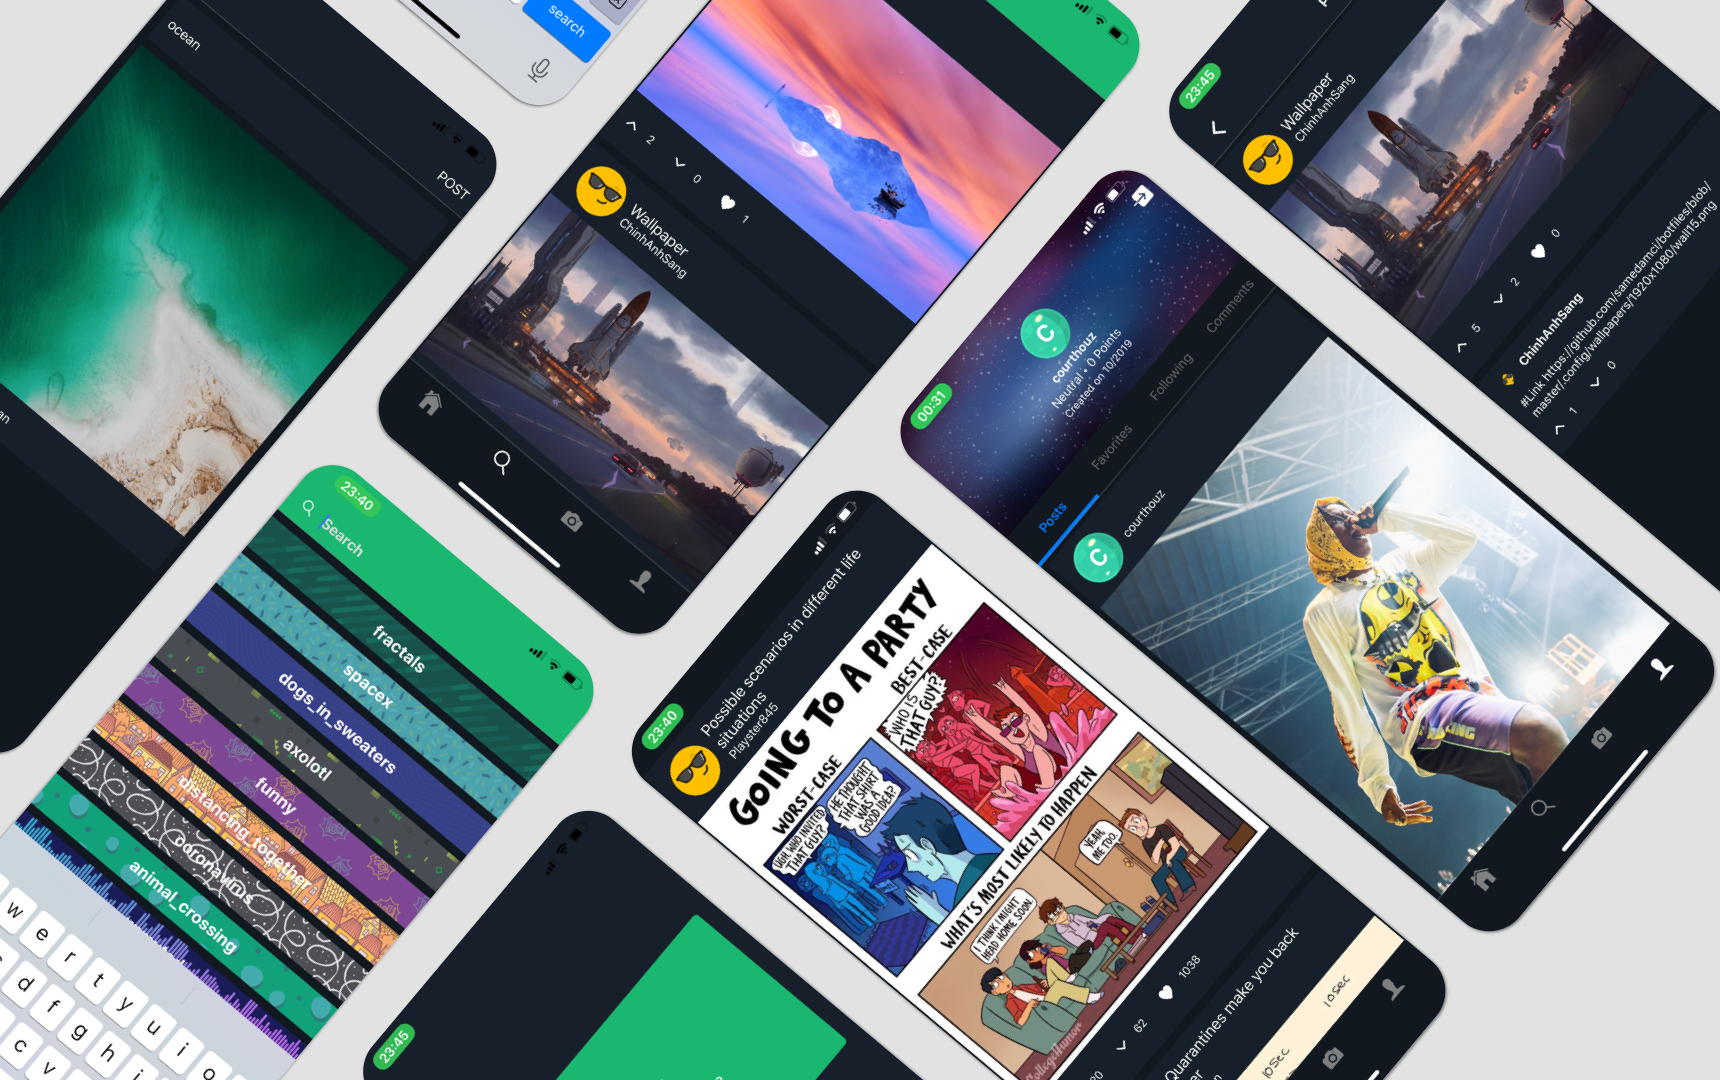 ocean
POST
search
2
0
1
Wallpaper
ChinhAnhSang
23:45
Wallpaper
ChinhAnhSang
5
2
0
ChinhAnhSang
#Link https://github.com/samedamci/botfiles/blob/
master/.config/wallpapers/1920x1080/wall15.png
1
0
00:31
courthouz
Neutral • 0 Points
Created on 10/2019
Posts
Favorites
Following
Comments
C
C
courthouz
23:40
Search
fractals
spacex
dogs_in_sweaters
axolotl
funny
distancing_together
coronavirus
animal_crossing
w e r t y u i o
d f g h
c v
23:40
Possible scenarios in different life
situations
Playster845
GOING TO A PARTY
WORST-CASE
UGH, WHO INVITED
THAT GUY?
HE THOUGHT
THAT SHIRT
WAS A
GOOD IDEA?
BEST-CASE
WHO IS
THAT GUY?
WHAT'S MOST LIKELY TO HAPPEN
I THINK I MIGHT
HEAD HOME SOON.
YEAH,
ME TOO.
CollegeHumor
62
1038
Quarantines make you back
10sec
10sec
23:45